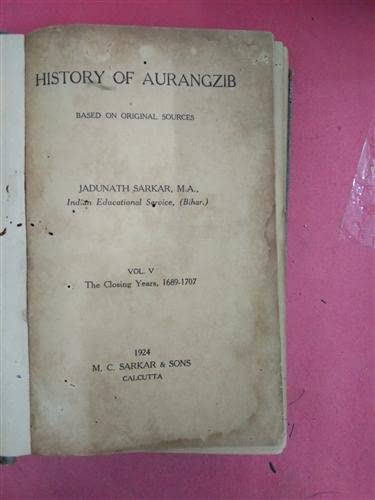 HISTORY OF AURANGZIB
BASED ON ORIGINAL SOURCES
JADUNATH SARKAR, M.A.,
Indian Educational Service, (Bihar.)
VOL. V
The Closing Years, 1689-1707
1924
M. C. SARKAR & SONS
CALCUTTA